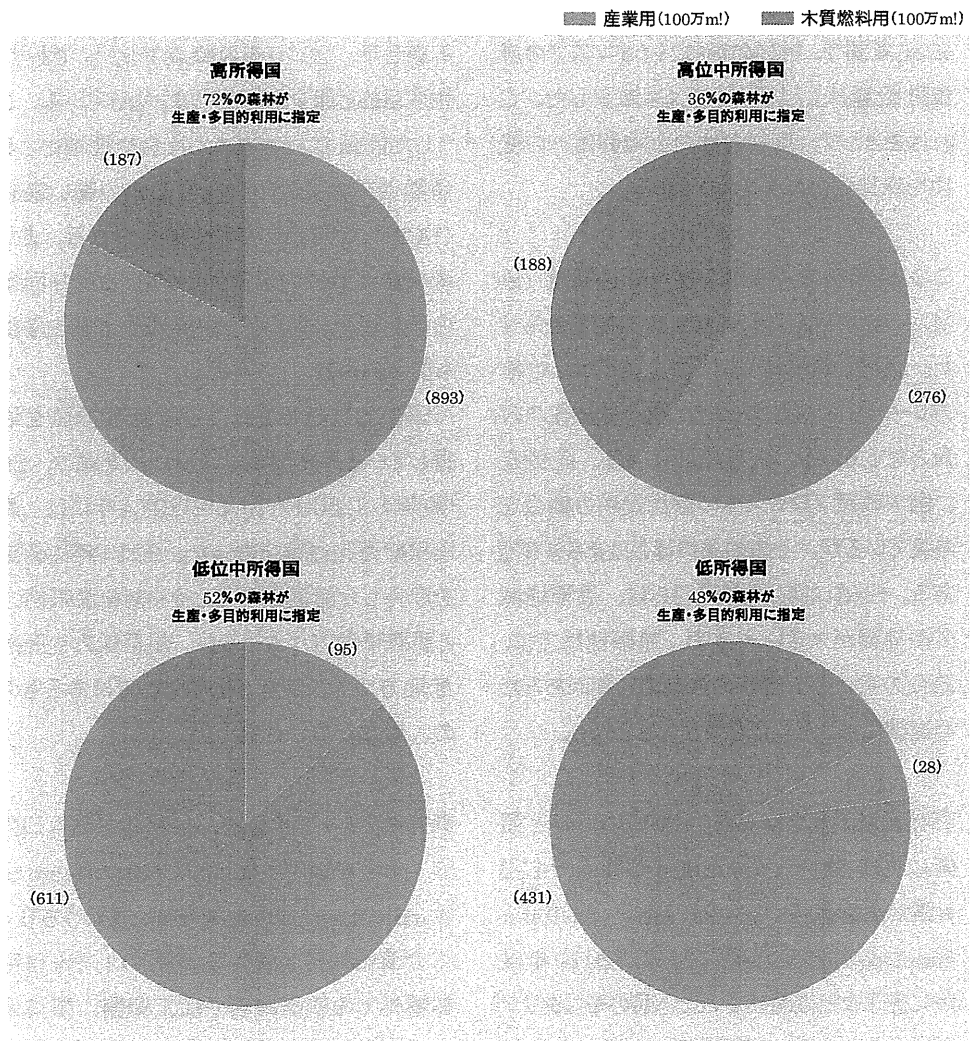 産業用(100万m!) 木質燃料用(100万m!)
高所得国
72%の森林が
生産・多目的利用に指定
(187)
(893)
高位中所得国
36%の森林が
生産・多目的利用に指定
(188)
(276)
低位中所得国
52%の森林が
生産・多目的利用に指定
(95)
(611)
低所得国
48%の森林が
生産・多目的利用に指定
(28)
(431)